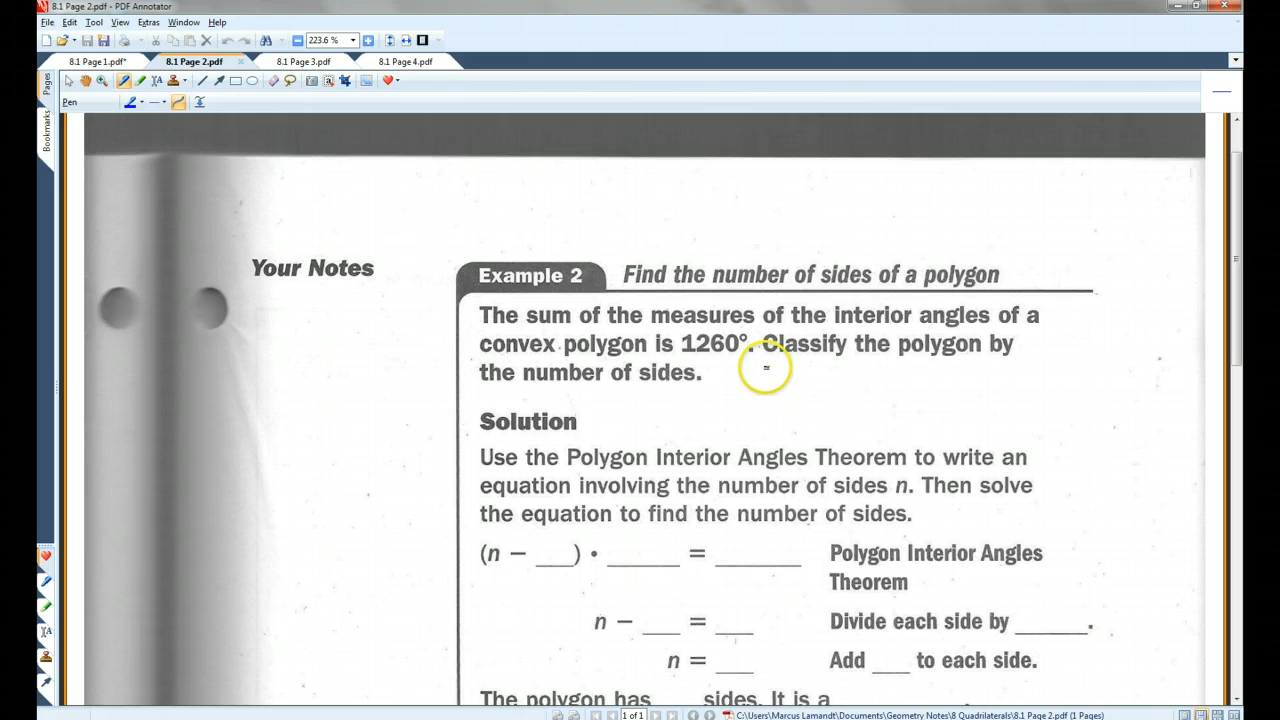 8.1 Page 2.pdf - PDF Annotator
File Edit Tool View Extras Window Help
223.6 %
8.1 Page 1.pdf* 8.1 Page 2.pdf 8.1 Page 3.pdf 8.1 Page 4.pdf
Pages
Bookmarks
Pen
Your Notes
Example 2 Find the number of sides of a polygon
The sum of the measures of the interior angles of a
convex polygon is 1260°. Classify the polygon by
the number of sides.
Solution
Use the Polygon Interior Angles Theorem to write an
equation involving the number of sides n. Then solve
the equation to find the number of sides.
(n − ___) • ______ = _______ Polygon Interior Angles
Theorem
n − ___ = ___ Divide each side by ______.
n = ___ Add ___ to each side.
The polygon has ___ sides. It is a ___________.
1 of 1 C:\Users\Marcus Lamandt\Documents\Geometry Notes\8 Quadrilaterals\8.1 Page 2.pdf (1 Pages)